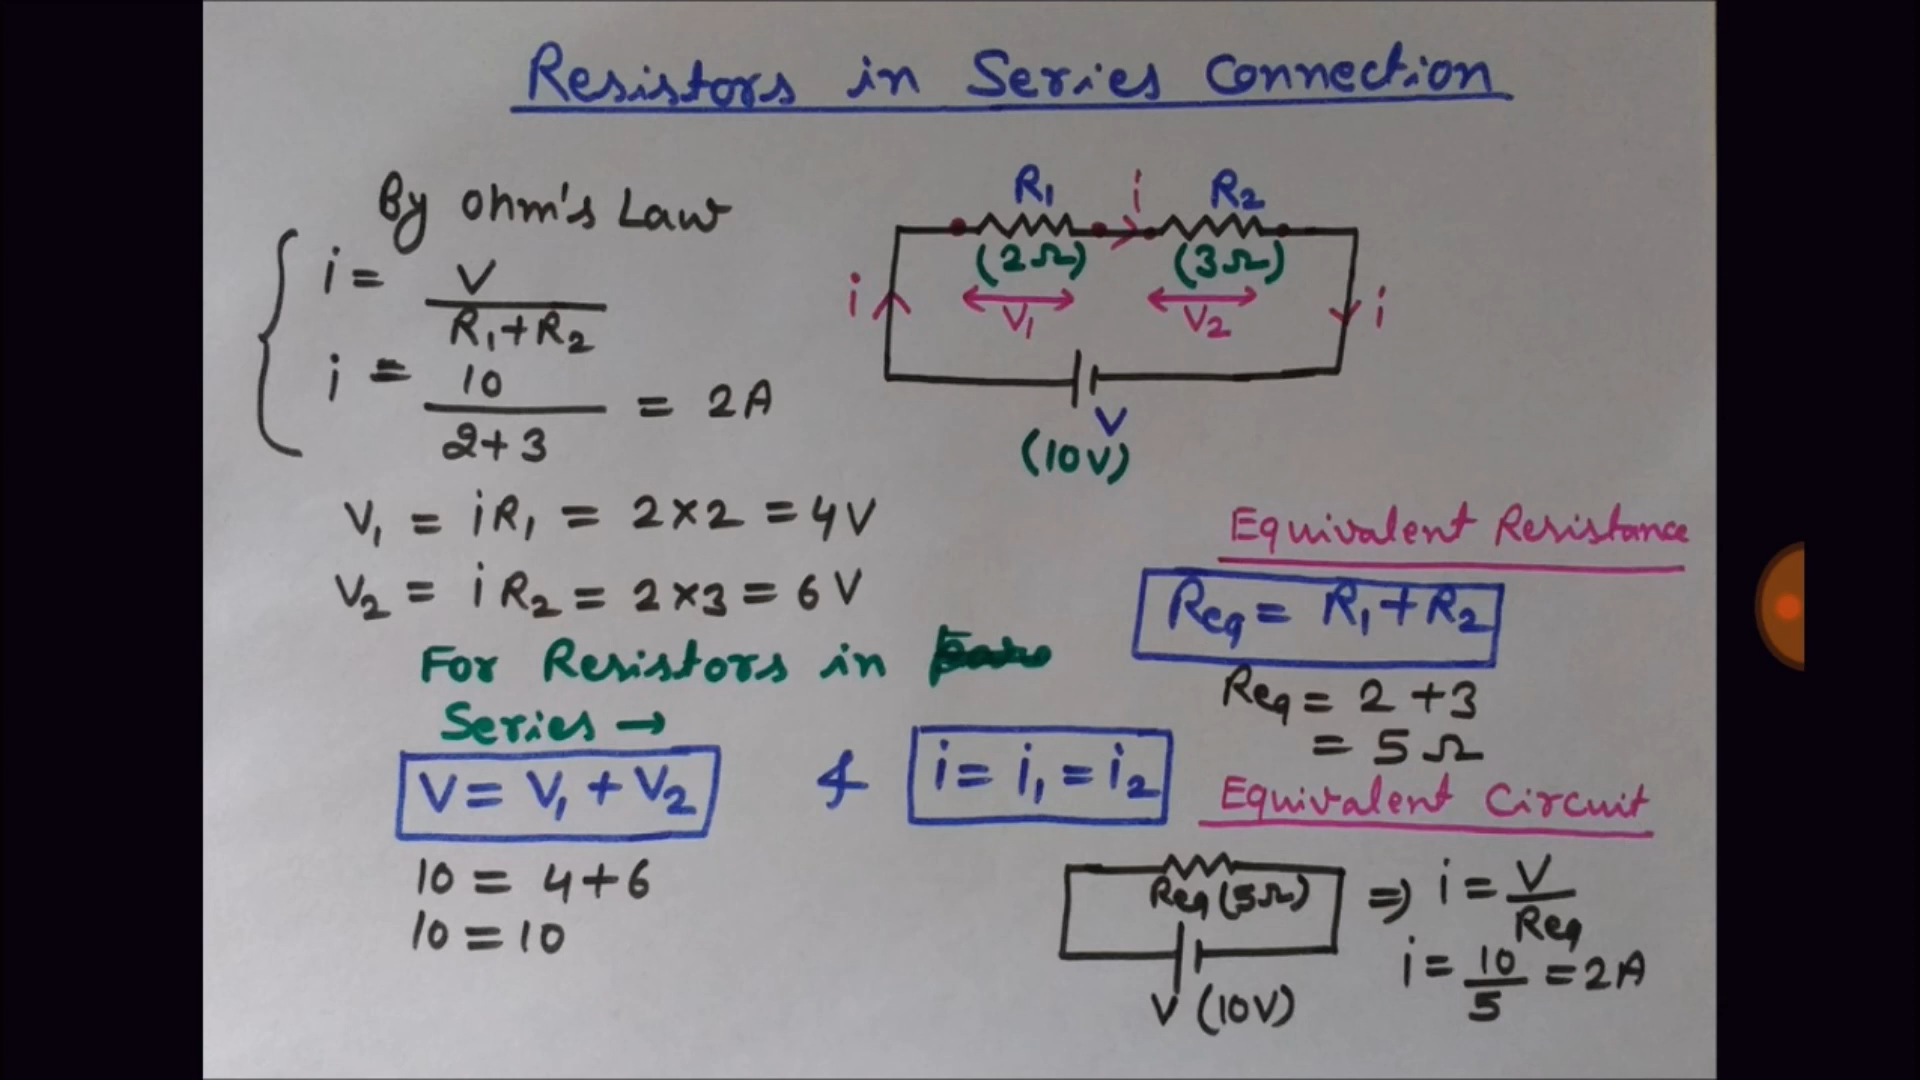 Resistors in Series Connection
By ohm's Law
i = V / R₁+R₂
i = 10 / 2+3 = 2A
R₁ i R₂
(2Ω) (3Ω)
i V₁ V₂ i
V
(10V)
V₁ = iR₁ = 2×2 = 4V
V₂ = iR₂ = 2×3 = 6V
For Resistors in
Series →
V = V₁ + V₂ & i = i₁ = i₂
10 = 4+6
10 = 10
Equivalent Resistance
Req = R₁+R₂
Req = 2 + 3
= 5Ω
Equivalent Circuit
Req (5Ω)
V (10V)
⇒ i = V / Req
i = 10 / 5 = 2A